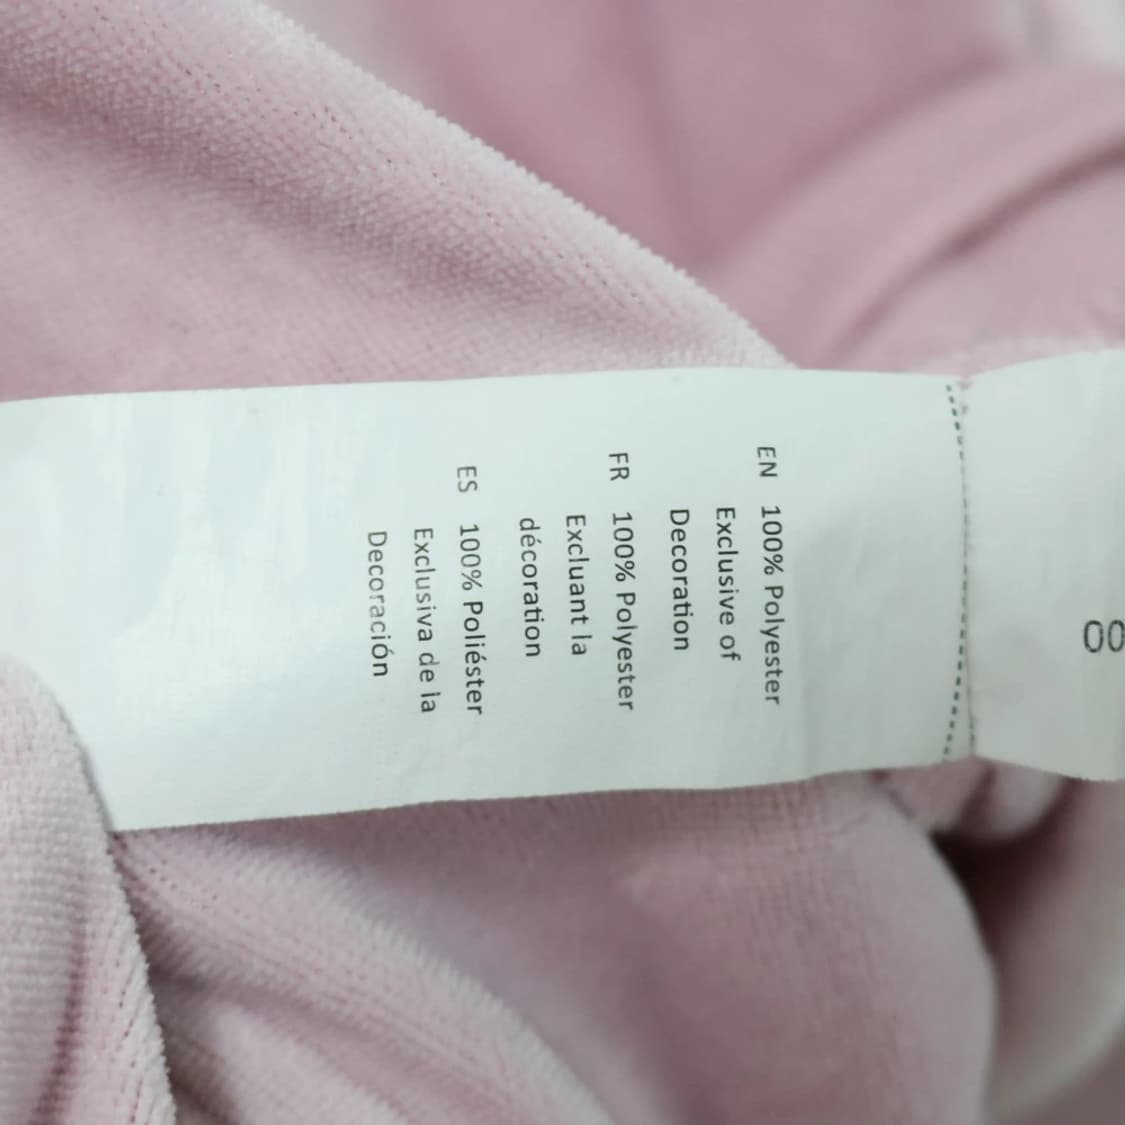 EN 100% Polyester
Exclusive of
Decoration
FR 100% Polyester
Excluant la
décoration
ES 100% Poliéster
Exclusiva de la
Decoración
00